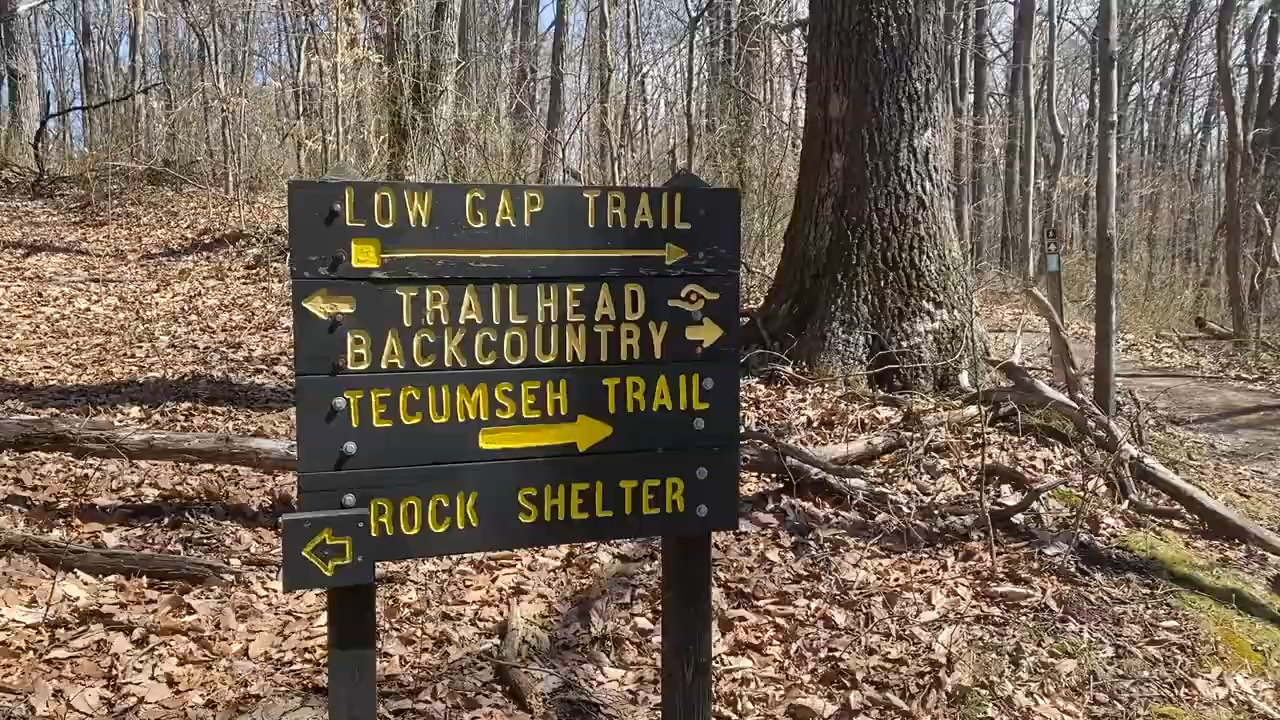 LOW GAP TRAIL
TRAILHEAD
BACKCOUNTRY
TECUMSEH TRAIL
ROCK SHELTER